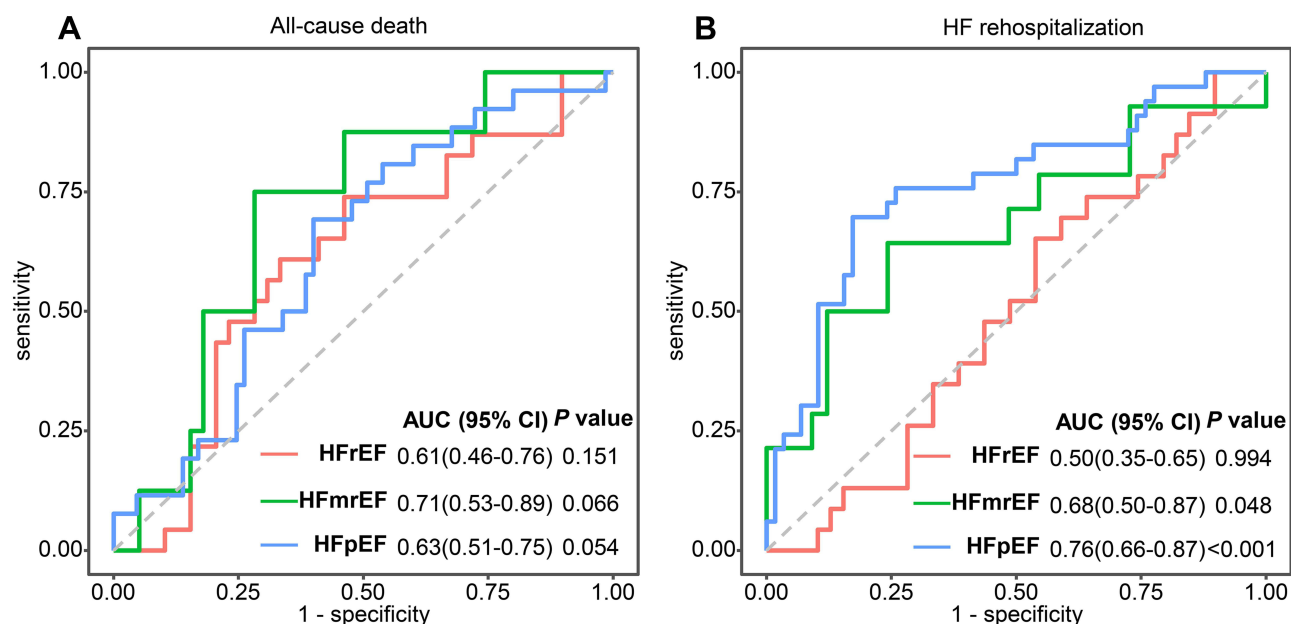 A All-cause death
1.00
0.75
0.50
0.25
0.00
sensitivity
AUC (95% CI) P value
HFrEF 0.61(0.46-0.76) 0.151
HFmrEF 0.71(0.53-0.89) 0.066
HFpEF 0.63(0.51-0.75) 0.054
0.00 0.25 0.50 0.75 1.00
1 - specificity
B HF rehospitalization
1.00
0.75
0.50
0.25
0.00
sensitivity
AUC (95% CI) P value
HFrEF 0.50(0.35-0.65) 0.994
HFmrEF 0.68(0.50-0.87) 0.048
HFpEF 0.76(0.66-0.87)<0.001
0.00 0.25 0.50 0.75 1.00
1 - specificity